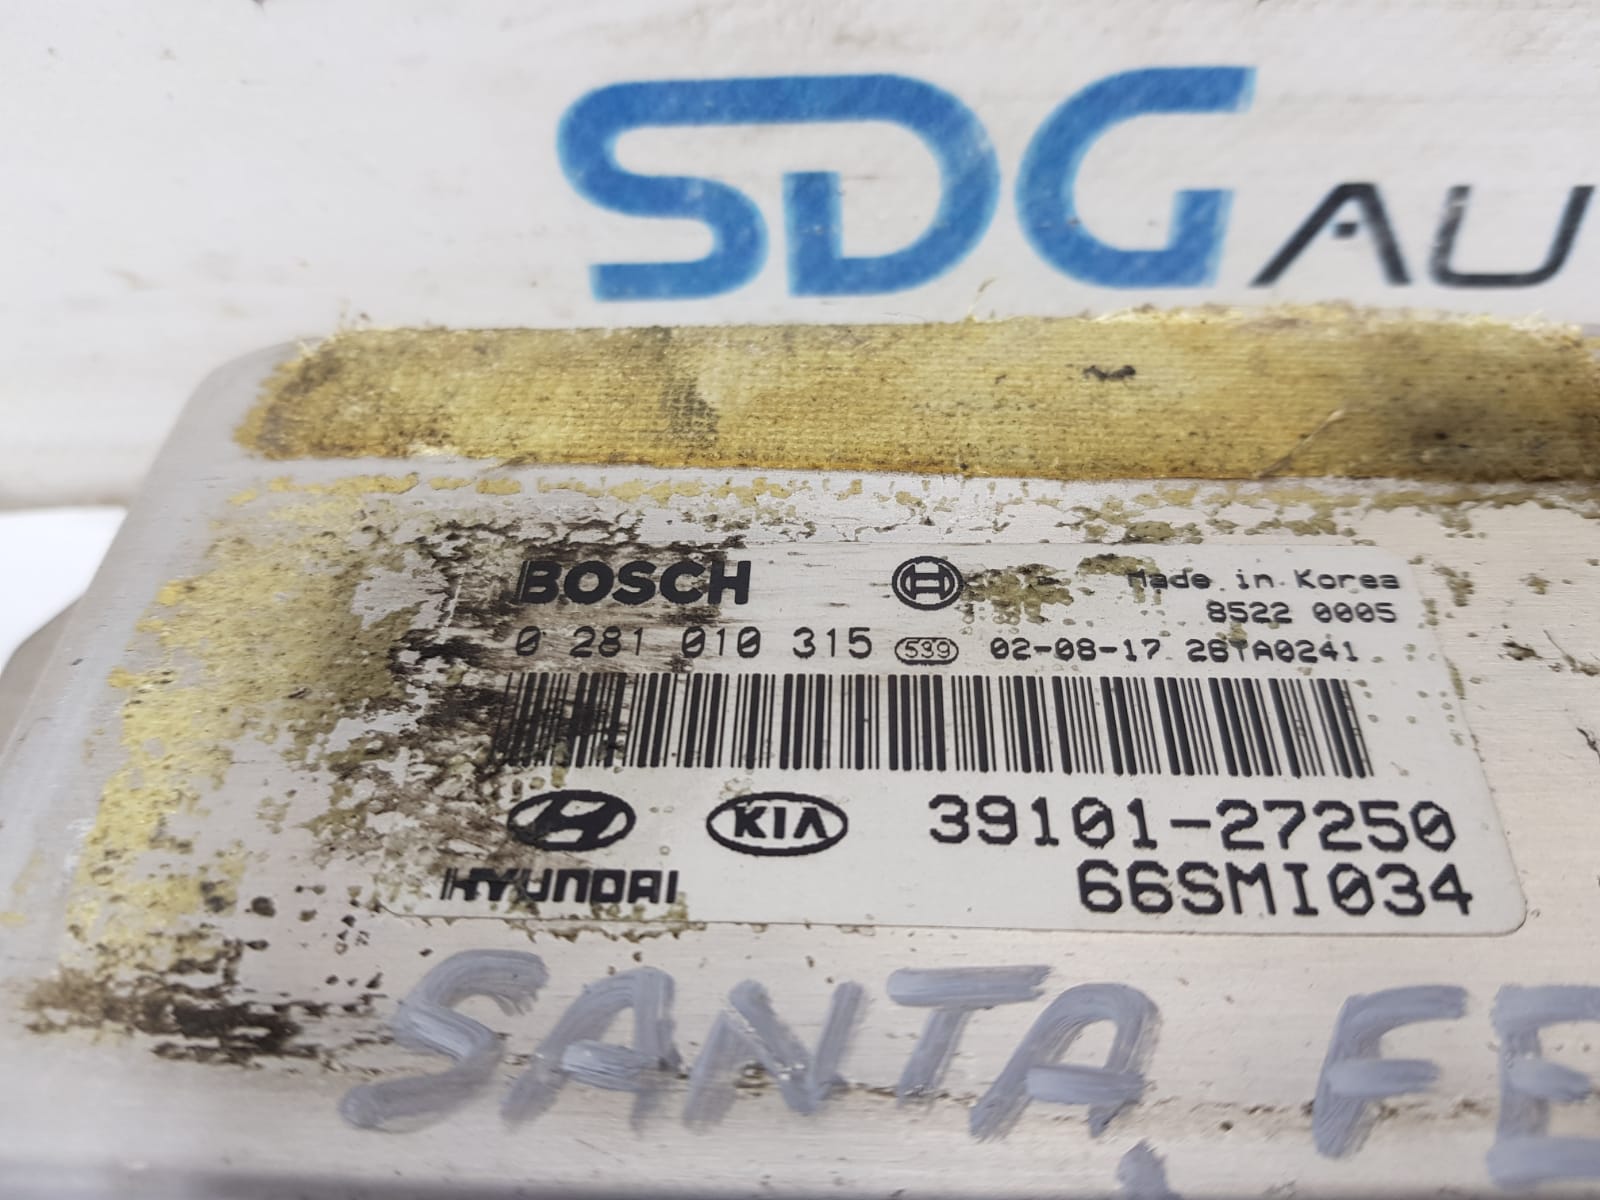 SDG AU
BOSCH
Made in Korea
8522 0005
0 281 010 315 539 02-08-17 26TA0241
HYUNDAI KIA 39101-27250
66SMI034
SANTA FE